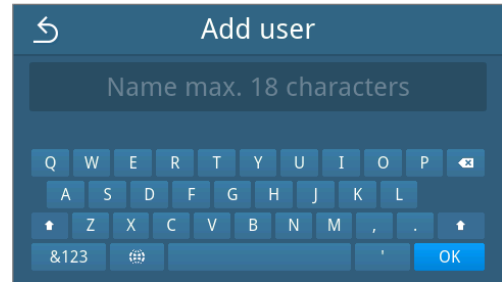 Add user
Name max. 18 characters
Q W E R T Y U I O P
A S D F G H J K L
Z X C V B N M , .
&123 ' OK